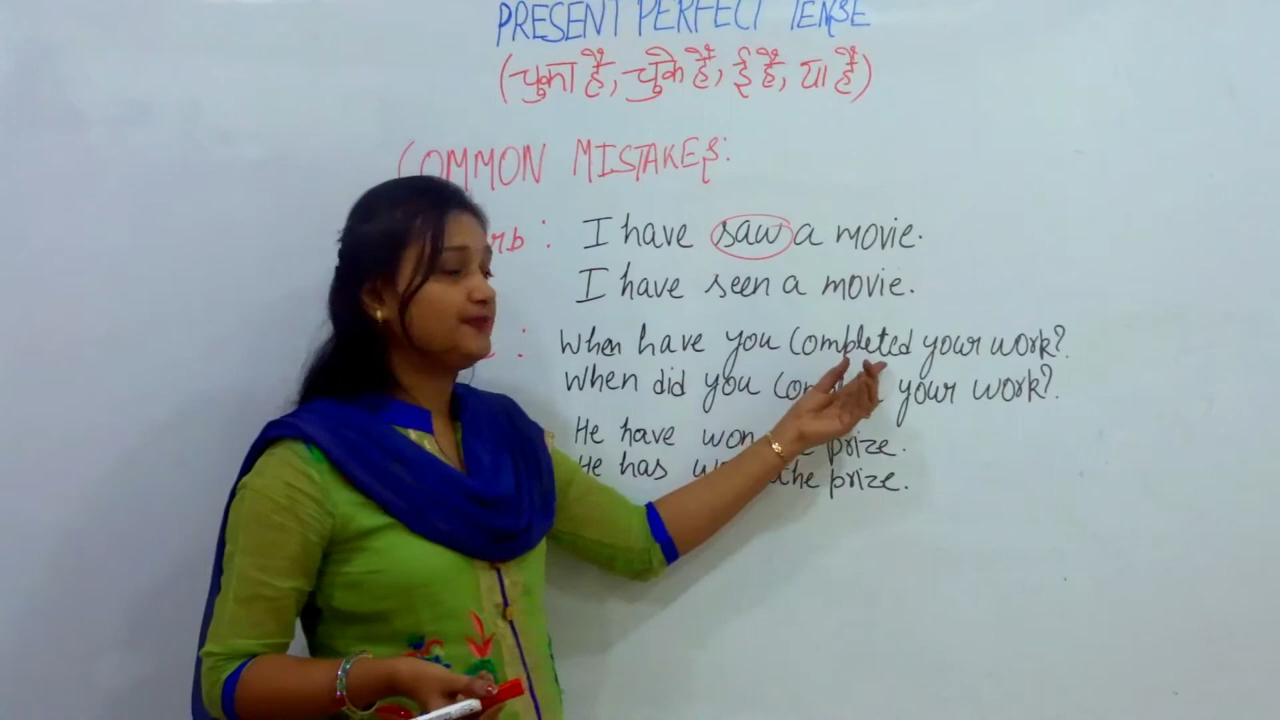 PRESENT PERFECT TENSE
(चुका है, चुके है, ई है, या है)
COMMON MISTAKES:
I have saw a movie.
I have seen a movie.
When have you completed your work?
When did you your work?
He have won prize.
He has the prize.